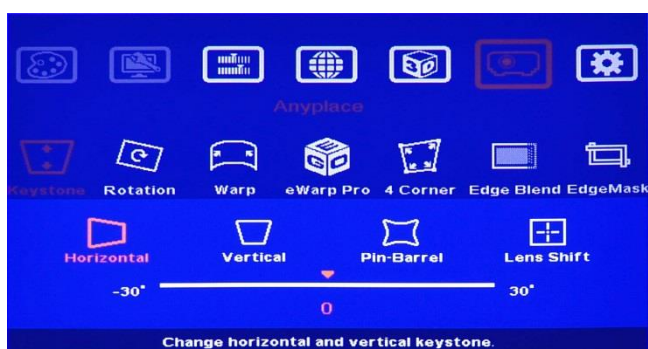 3D
Anyplace
E
G D
Keystone Rotation Warp eWarp Pro 4 Corner Edge Blend EdgeMask
Horizontal Vertical Pin-Barrel Lens Shift
-30° 30°
0
Change horizontal and vertical keystone.